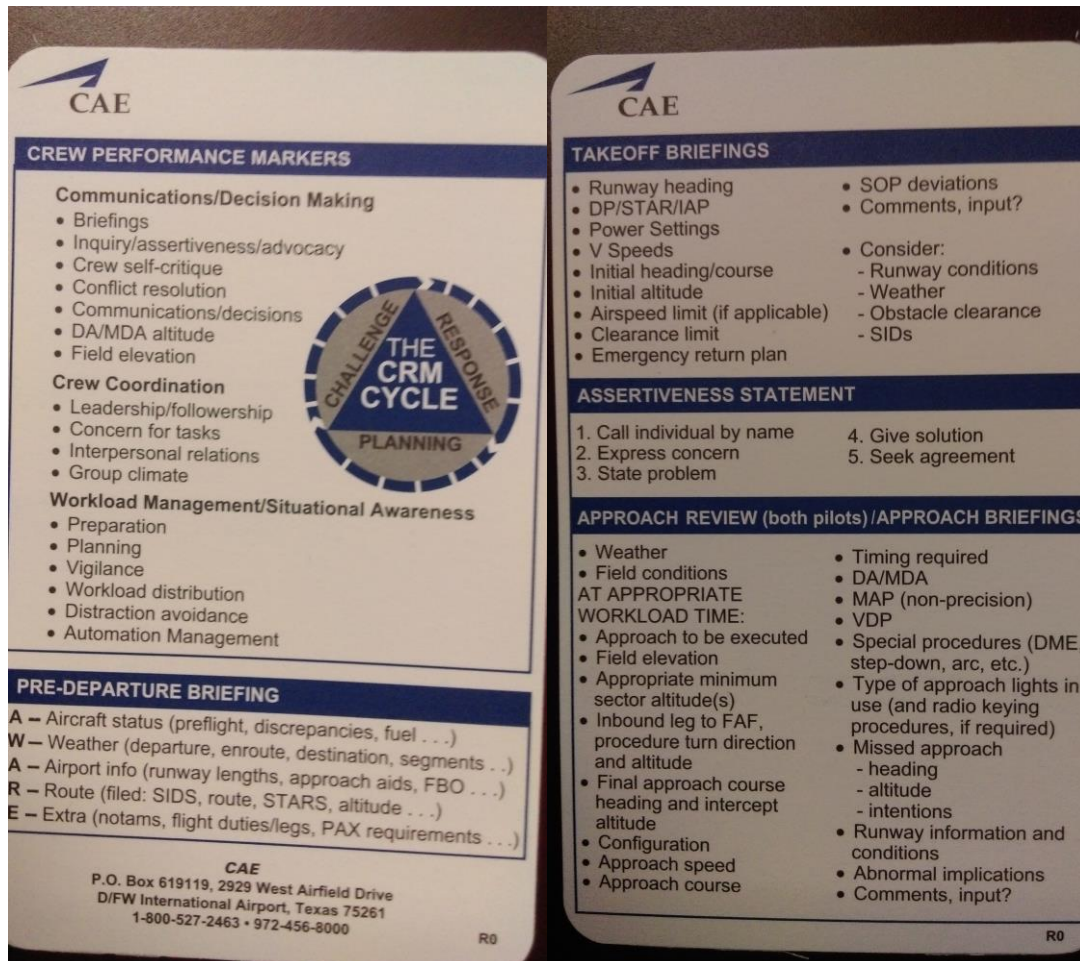 CAE
CREW PERFORMANCE MARKERS
Communications/Decision Making
• Briefings
• Inquiry/assertiveness/advocacy
• Crew self-critique
• Conflict resolution
• Communications/decisions
• DA/MDA altitude
• Field elevation
Crew Coordination
• Leadership/followership
• Concern for tasks
• Interpersonal relations
• Group climate
Workload Management/Situational Awareness
• Preparation
• Planning
• Vigilance
• Workload distribution
• Distraction avoidance
• Automation Management
CHALLENGE
RESPONSE
THE
CRM
CYCLE
PLANNING
PRE-DEPARTURE BRIEFING
A – Aircraft status (preflight, discrepancies, fuel . . .)
W – Weather (departure, enroute, destination, segments . .)
A – Airport info (runway lengths, approach aids, FBO . . .)
R – Route (filed: SIDS, route, STARS, altitude . . .)
E – Extra (notams, flight duties/legs, PAX requirements . . .)
CAE
P.O. Box 619119, 2929 West Airfield Drive
D/FW International Airport, Texas 75261
1-800-527-2463 • 972-456-8000
R0
CAE
TAKEOFF BRIEFINGS
• Runway heading
• DP/STAR/IAP
• Power Settings
• V Speeds
• Initial heading/course
• Initial altitude
• Airspeed limit (if applicable)
• Clearance limit
• Emergency return plan
• SOP deviations
• Comments, input?
• Consider:
- Runway conditions
- Weather
- Obstacle clearance
- SIDs
ASSERTIVENESS STATEMENT
1. Call individual by name
2. Express concern
3. State problem
4. Give solution
5. Seek agreement
APPROACH REVIEW (both pilots)/APPROACH BRIEFINGS
• Weather
• Field conditions
AT APPROPRIATE
WORKLOAD TIME:
• Approach to be executed
• Field elevation
• Appropriate minimum
sector altitude(s)
• Inbound leg to FAF,
procedure turn direction
and altitude
• Final approach course
heading and intercept
altitude
• Configuration
• Approach speed
• Approach course
• Timing required
• DA/MDA
• MAP (non-precision)
• VDP
• Special procedures (DME,
step-down, arc, etc.)
• Type of approach lights in
use (and radio keying
procedures, if required)
• Missed approach
- heading
- altitude
- intentions
• Runway information and
conditions
• Abnormal implications
• Comments, input?
R0